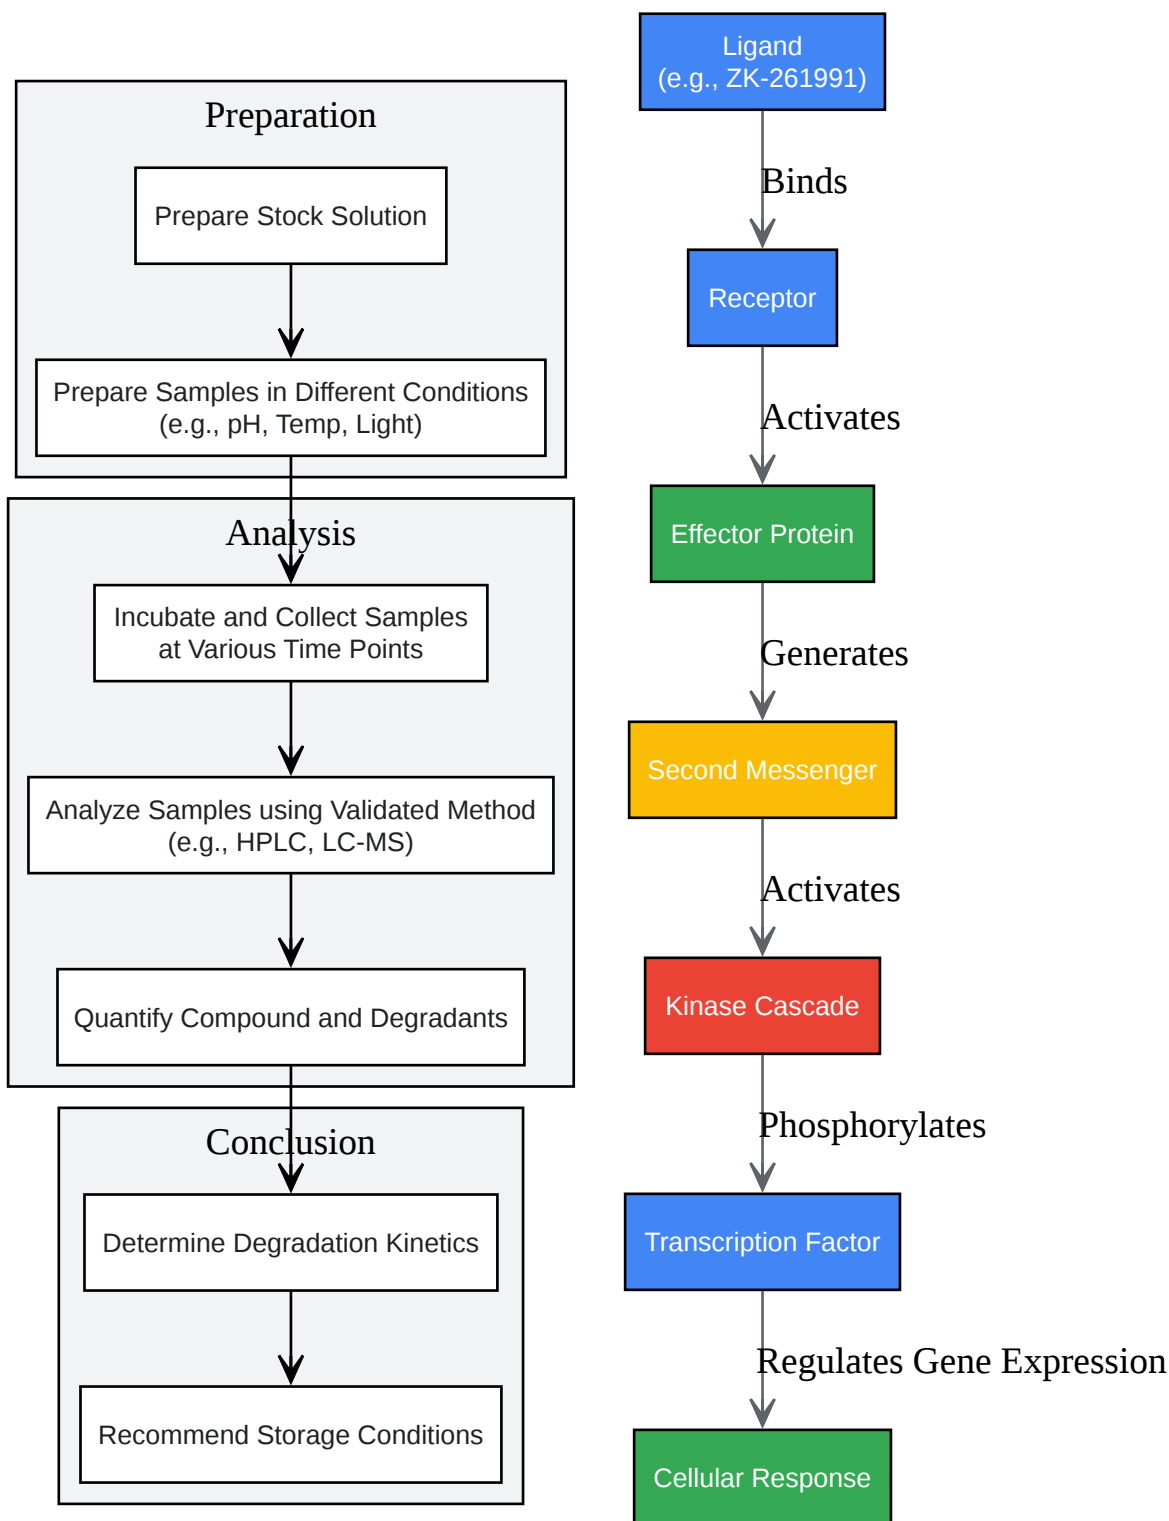 Preparation
Prepare Stock Solution
Prepare Samples in Different Conditions
(e.g., pH, Temp, Light)
Analysis
Incubate and Collect Samples
at Various Time Points
Analyze Samples using Validated Method
(e.g., HPLC, LC-MS)
Quantify Compound and Degradants
Conclusion
Determine Degradation Kinetics
Recommend Storage Conditions
Ligand
(e.g., ZK-261991)
Binds
Receptor
Activates
Effector Protein
Generates
Second Messenger
Activates
Kinase Cascade
Phosphorylates
Transcription Factor
Regulates Gene Expression
Cellular Response